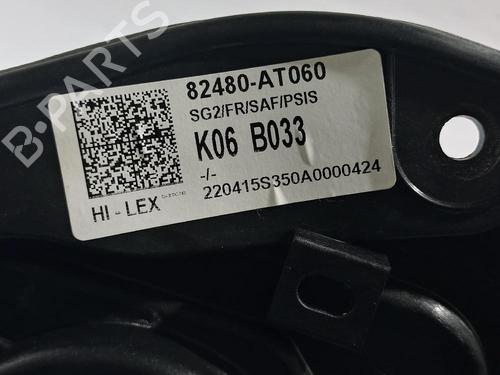 82480-AT060
SG2/FR/SAF/PSIS
K06 B033
-/-
220415S350A0000424
HI - LEX
B-PARTS